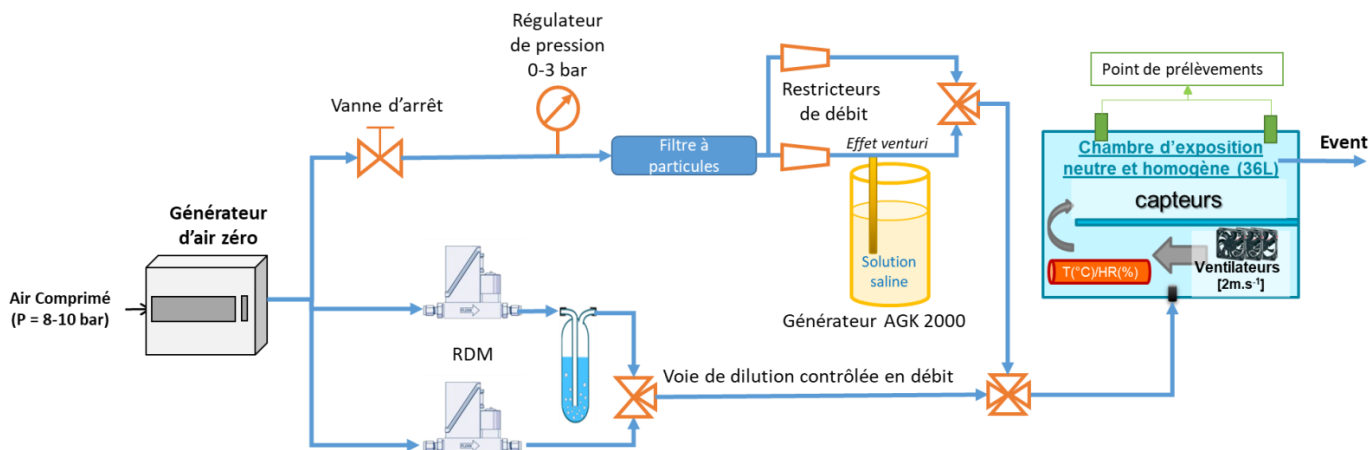 Régulateur
de pression
0-3 bar
Vanne d’arrêt
Filtre à
particules
Restricteurs
de débit
Effet venturi
Solution
saline
Générateur AGK 2000
Point de prélèvements
Chambre d’exposition
neutre et homogène (36L)
capteurs
T(°C)/HR(%)
Ventilateurs
[2m.s⁻¹]
Event
Générateur
d’air zéro
Air Comprimé
(P = 8-10 bar)
FLOW
RDM
FLOW
Voie de dilution contrôlée en débit